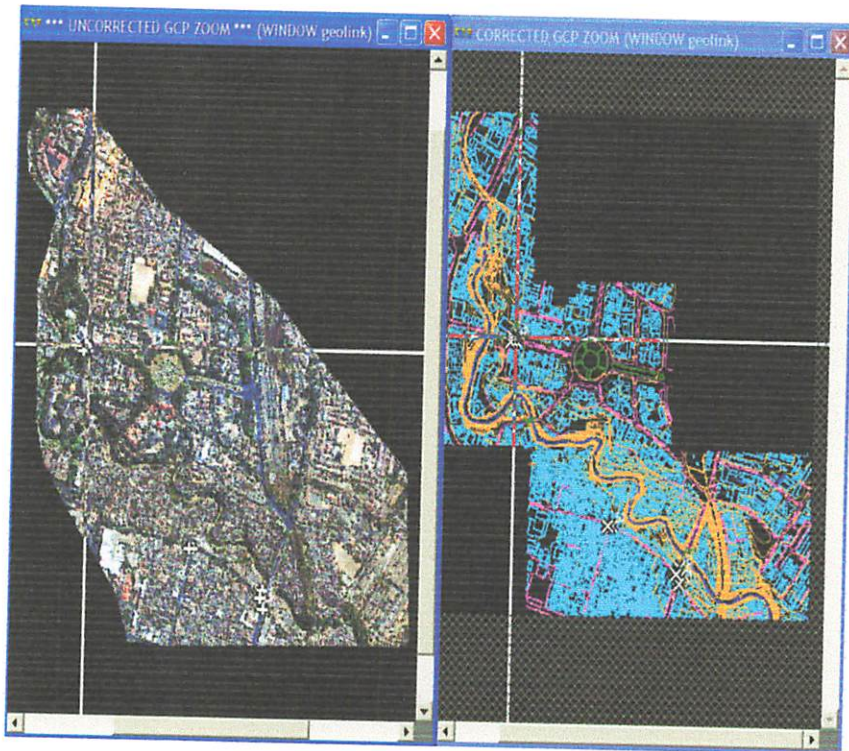 *** UNCORRECTED GCP ZOOM *** (WINDOW geolink)
CORRECTED GCP ZOOM (WINDOW geolink)